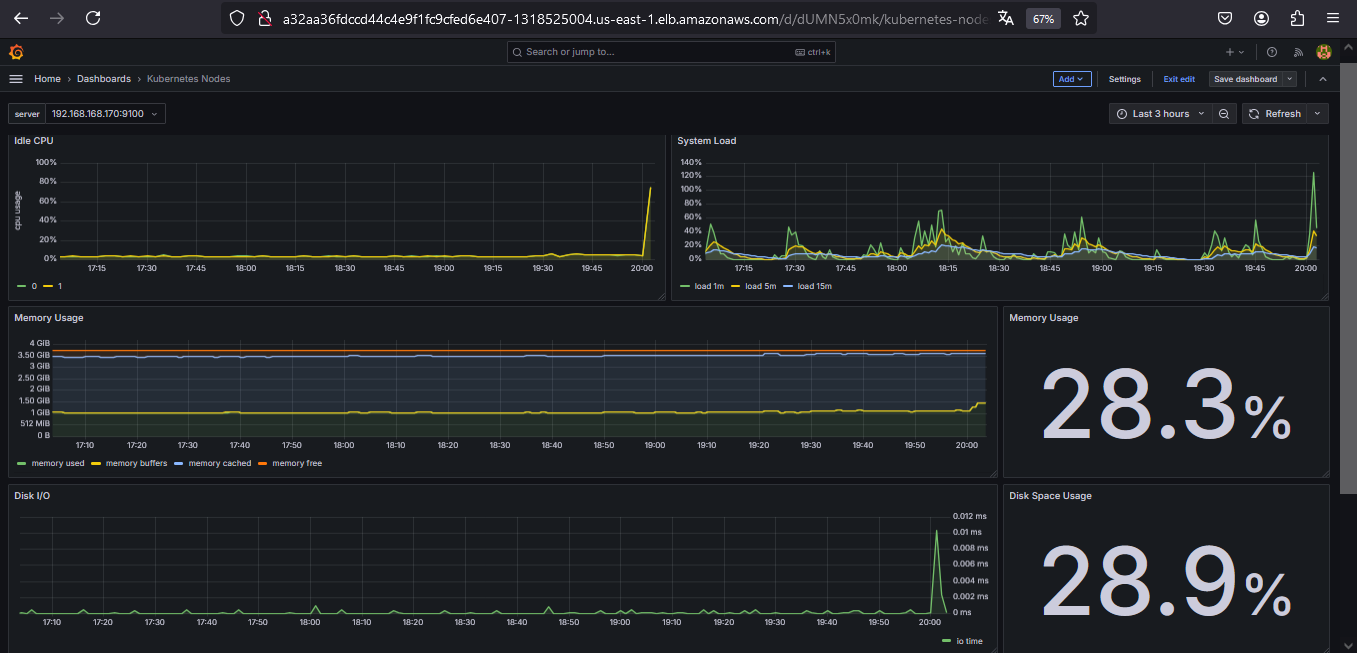 a32aa36fdccd44c4e9f1fc9cfed6e407-1318525004.us-east-1.elb.amazonaws.com/d/dUMN5x0mk/kubernetes-node
67%
Search or jump to...
ctrl+k
Home › Dashboards › Kubernetes Nodes
Add
Settings
Exit edit
Save dashboard
server
192.168.168.170:9100
Last 3 hours
Refresh
Idle CPU
cpu usage
100%
80%
60%
40%
20%
0%
17:15 17:30 17:45 18:00 18:15 18:30 18:45 19:00 19:15 19:30 19:45 20:00
0 1
System Load
140%
120%
100%
80%
60%
40%
20%
0%
17:15 17:30 17:45 18:00 18:15 18:30 18:45 19:00 19:15 19:30 19:45 20:00
load 1m load 5m load 15m
Memory Usage
4 GiB
3.50 GiB
3 GiB
2.50 GiB
2 GiB
1.50 GiB
1 GiB
512 MiB
0 B
17:10 17:20 17:30 17:40 17:50 18:00 18:10 18:20 18:30 18:40 18:50 19:00 19:10 19:20 19:30 19:40 19:50 20:00
memory used memory buffers memory cached memory free
Memory Usage
28.3%
Disk I/O
0.012 ms
0.01 ms
0.008 ms
0.006 ms
0.004 ms
0.002 ms
0 ms
17:10 17:20 17:30 17:40 17:50 18:00 18:10 18:20 18:30 18:40 18:50 19:00 19:10 19:20 19:30 19:40 19:50 20:00
io time
Disk Space Usage
28.9%